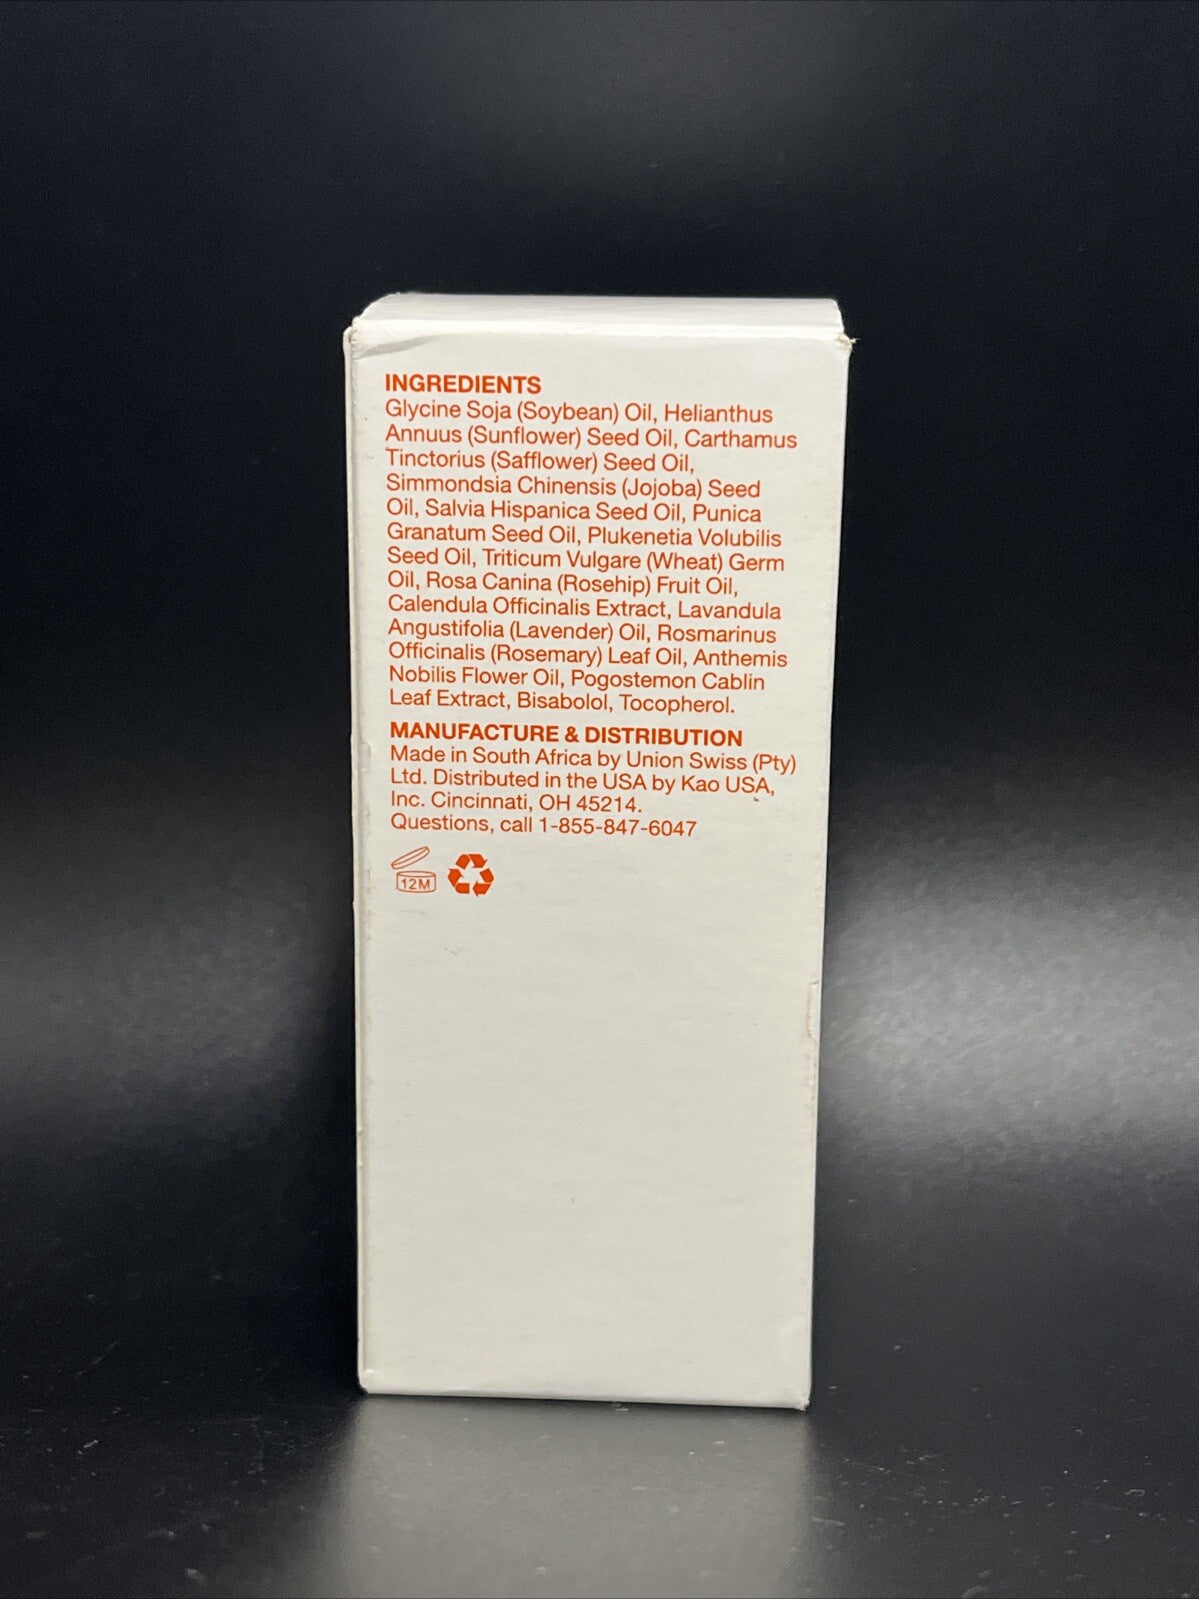 INGREDIENTS
Glycine Soja (Soybean) Oil, Helianthus
Annuus (Sunflower) Seed Oil, Carthamus
Tinctorius (Safflower) Seed Oil,
Simmondsia Chinensis (Jojoba) Seed
Oil, Salvia Hispanica Seed Oil, Punica
Granatum Seed Oil, Plukenetia Volubilis
Seed Oil, Triticum Vulgare (Wheat) Germ
Oil, Rosa Canina (Rosehip) Fruit Oil,
Calendula Officinalis Extract, Lavandula
Angustifolia (Lavender) Oil, Rosmarinus
Officinalis (Rosemary) Leaf Oil, Anthemis
Nobilis Flower Oil, Pogostemon Cablin
Leaf Extract, Bisabolol, Tocopherol.
MANUFACTURE & DISTRIBUTION
Made in South Africa by Union Swiss (Pty)
Ltd. Distributed in the USA by Kao USA,
Inc. Cincinnati, OH 45214.
Questions, call 1-855-847-6047
12M